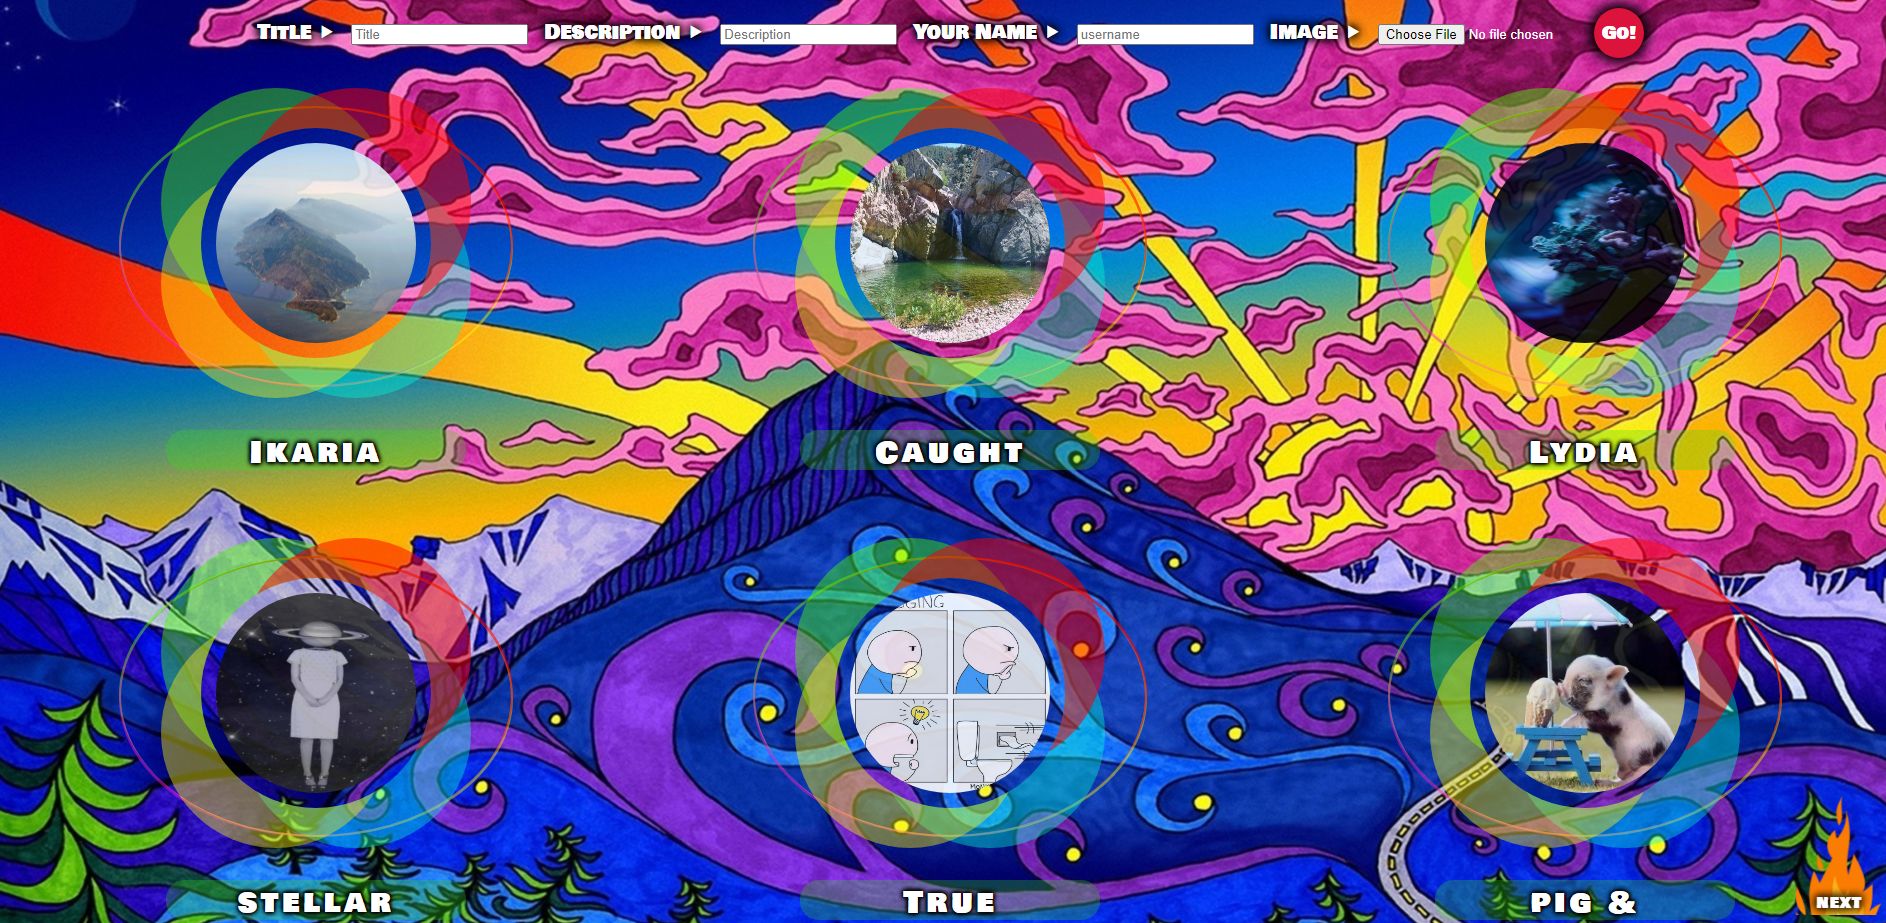 Title ▸ Title Description ▸ Description Your Name ▸ username Image ▸ Choose File No file chosen Go!
Ikaria Caught Lydia
Stellar True pig &
Next